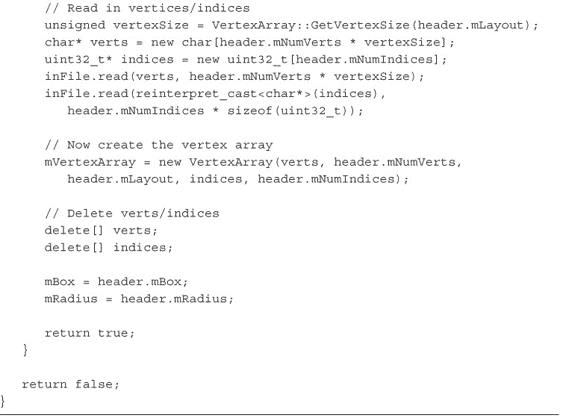 // Read in vertices/indices
unsigned vertexSize = VertexArray::GetVertexSize(header.mLayout);
char* verts = new char[header.mNumVerts * vertexSize];
uint32_t* indices = new uint32_t[header.mNumIndices];
inFile.read(verts, header.mNumVerts * vertexSize);
inFile.read(reinterpret_cast<char*>(indices),
header.mNumIndices * sizeof(uint32_t));
// Now create the vertex array
mVertexArray = new VertexArray(verts, header.mNumVerts,
header.mLayout, indices, header.mNumIndices);
// Delete verts/indices
delete[] verts;
delete[] indices;
mBox = header.mBox;
mRadius = header.mRadius;
return true;
}
return false;
}